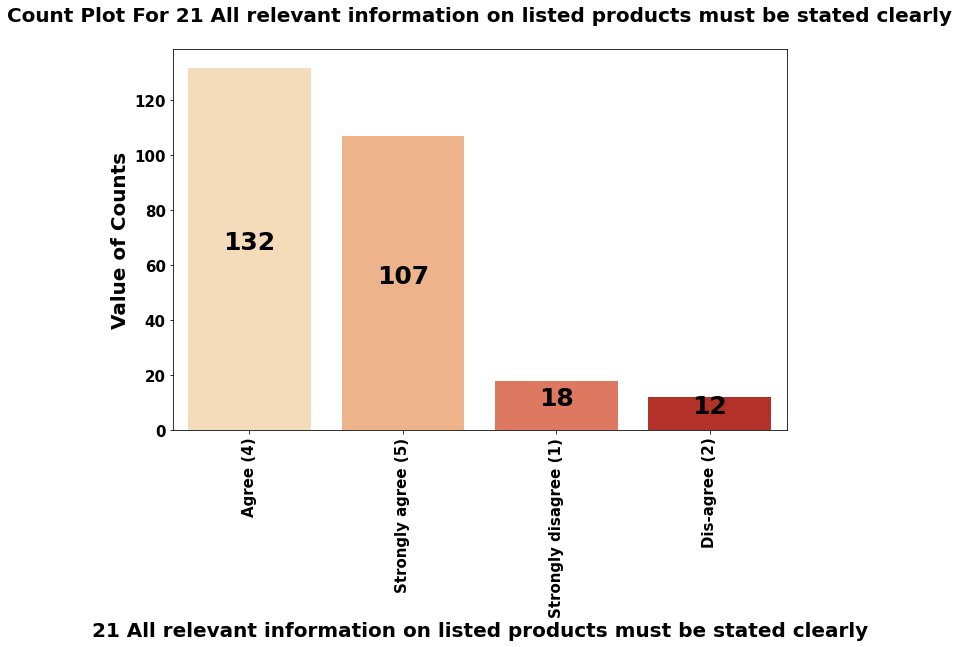 Count Plot For 21 All relevant information on listed products must be stated clearly
Value of Counts
120
100
80
60
40
20
0
132
107
18
12
Agree (4)
Strongly agree (5)
Strongly disagree (1)
Dis-agree (2)
21 All relevant information on listed products must be stated clearly